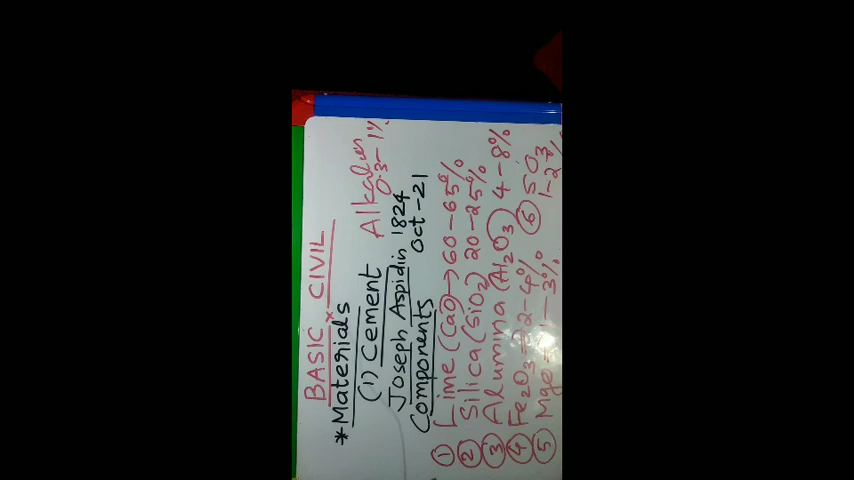 BASIC CIVIL
*Materials
(1) Cement Alkalies 0.3-1%
Joseph Aspidin 1824
Oct-21
Components
① Lime (CaO) → 60-65%
② Silica (SiO2) 20-25%
③ Alumina (Al2O3) 4-8%
④ Fe2O3 → 2-4%
⑤ MgO → 1-3%
⑥ SO3
1-2%